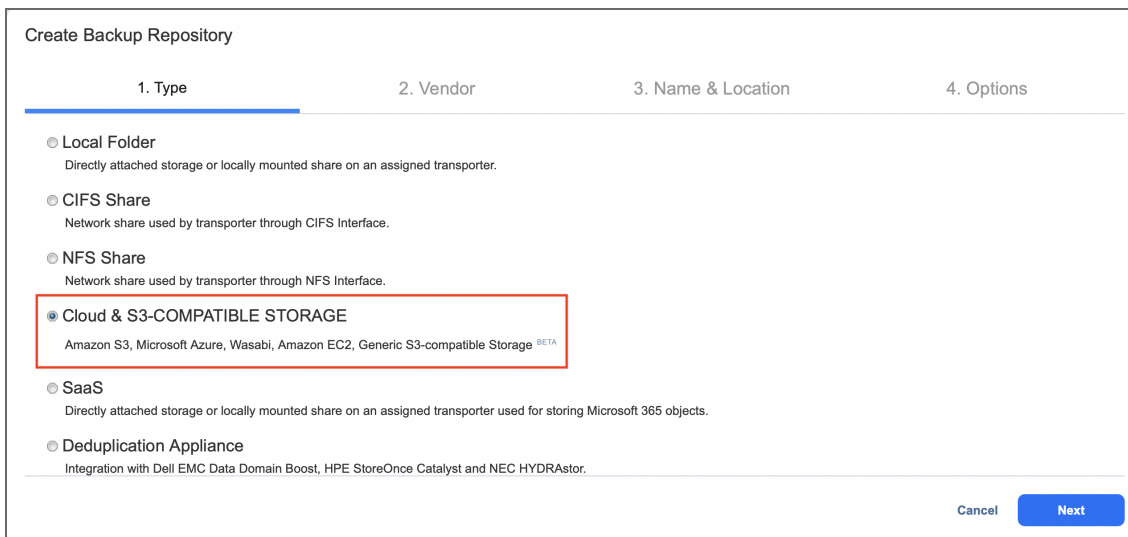 Create Backup Repository
1. Type
2. Vendor
3. Name & Location
4. Options
Local Folder
Directly attached storage or locally mounted share on an assigned transporter.
CIFS Share
Network share used by transporter through CIFS Interface.
NFS Share
Network share used by transporter through NFS Interface.
Cloud & S3-COMPATIBLE STORAGE
Amazon S3, Microsoft Azure, Wasabi, Amazon EC2, Generic S3-compatible Storage BETA
SaaS
Directly attached storage or locally mounted share on an assigned transporter used for storing Microsoft 365 objects.
Deduplication Appliance
Integration with Dell EMC Data Domain Boost, HPE StoreOnce Catalyst and NEC HYDRAstor.
Cancel
Next